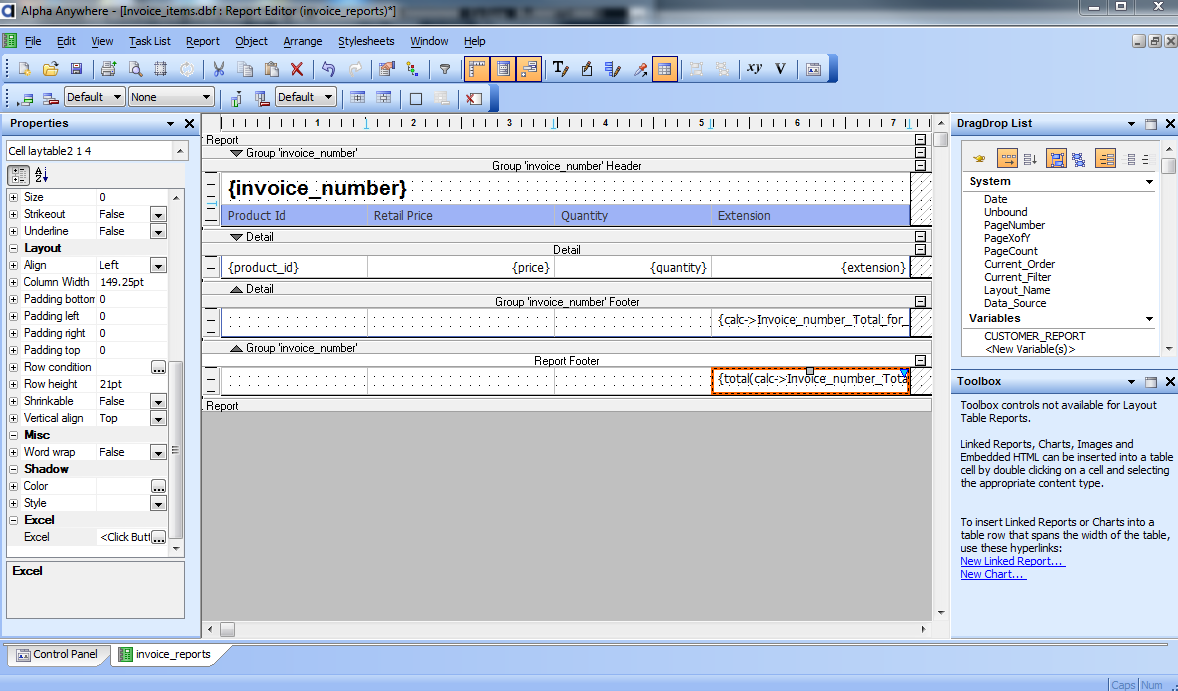 Alpha Anywhere - [Invoice_items.dbf : Report Editor (invoice_reports)*]
File Edit View Task List Report Object Arrange Stylesheets Window Help
xy V
Default None Default
Properties
Cell laytable2 1 4
Size 0
Strikeout False
Underline False
Layout
Align Left
Column Width 149.25pt
Padding bottom 0
Padding left 0
Padding right 0
Padding top 0
Row condition
Row height 21pt
Shrinkable False
Vertical align Top
Misc
Word wrap False
Shadow
Color
Style
Excel
Excel <Click Butt
Excel
1 2 3 4 5 6 7
Report
Group 'invoice_number'
Group 'invoice_number' Header
{invoice_number}
Product Id Retail Price Quantity Extension
Detail
Detail
{product_id} {price} {quantity} {extension}
Detail
Group 'invoice_number' Footer
{calc->Invoice_number_Total_for_
Group 'invoice_number'
Report Footer
{total(calc->Invoice_number_Tota
Report
DragDrop List
System
Date
Unbound
PageNumber
PageXofY
PageCount
Current_Order
Current_Filter
Layout_Name
Data_Source
Variables
CUSTOMER_REPORT
<New Variable(s)>
Toolbox
Toolbox controls not available for Layout
Table Reports.
Linked Reports, Charts, Images and
Embedded HTML can be inserted into a table
cell by double clicking on a cell and selecting
the appropriate content type.
To insert Linked Reports or Charts into a
table row that spans the width of the table,
use these hyperlinks:
New Linked Report...
New Chart...
Control Panel invoice_reports
Caps Num